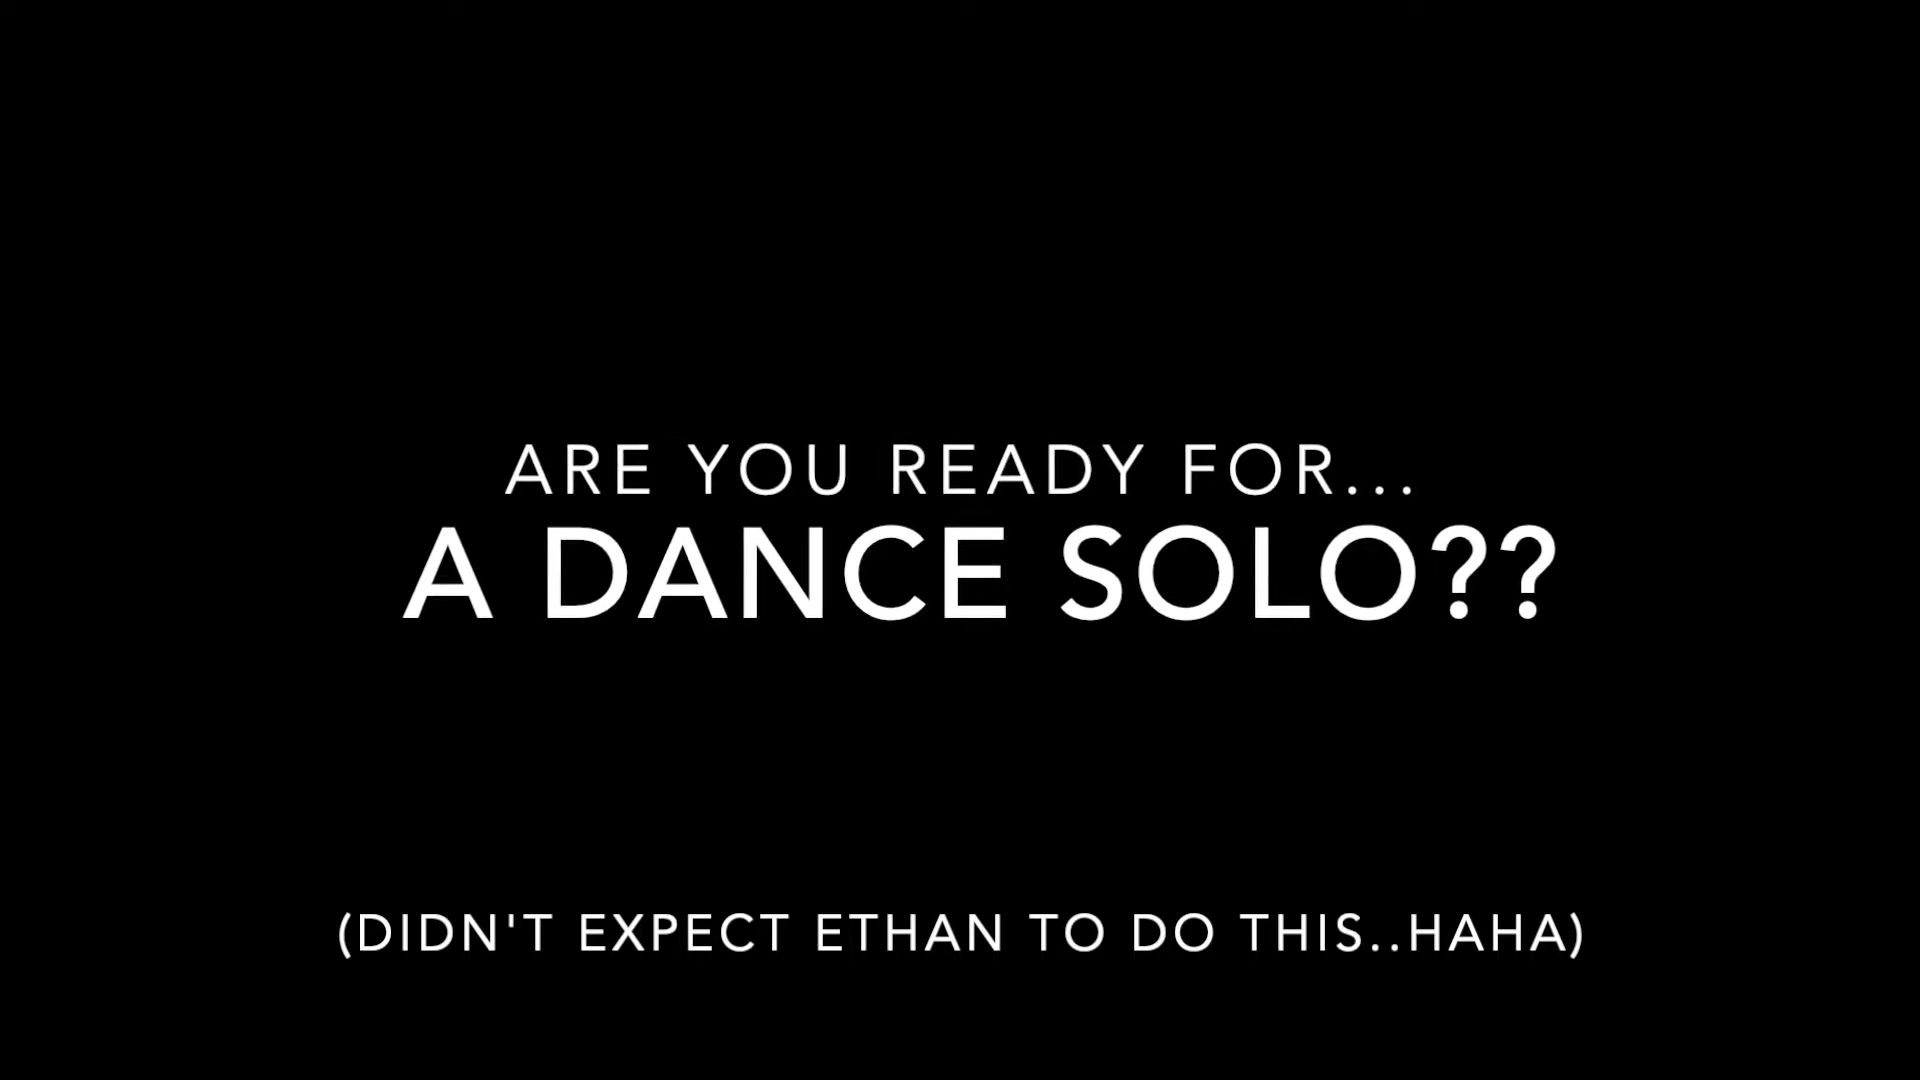 ARE YOU READY FOR...
A DANCE SOLO??
(DIDN'T EXPECT ETHAN TO DO THIS..HAHA)